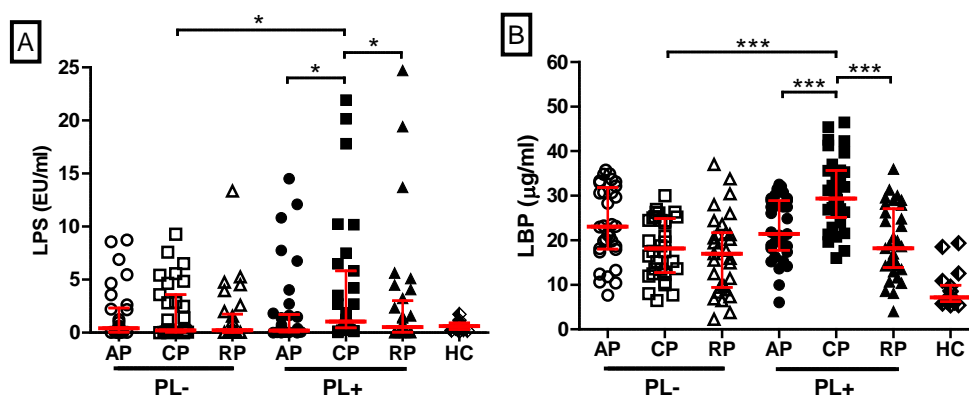 A
LPS (EU/ml)
25
20
15
10
5
0
*
*
*
AP CP RP AP CP RP HC
PL- PL+
B
LBP (µg/ml)
60
50
40
30
20
10
0
***
***
***
AP CP RP AP CP RP HC
PL- PL+